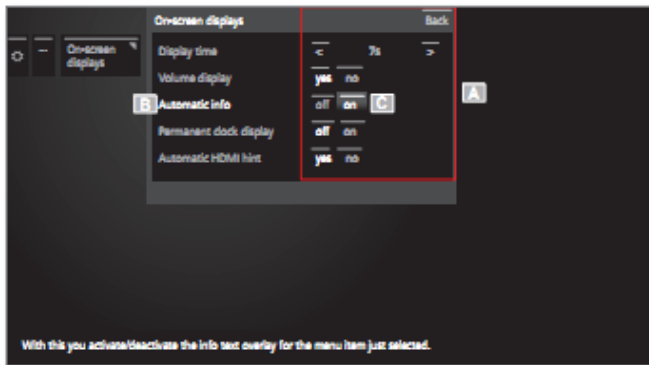 On-screen displays Back
On-screen displays
Display time < 7s >
Volume display yes no
B Automatic info off on C A
Permanent clock display off on
Automatic HDMI hint yes no
With this you activate/deactivate the info text overlay for the menu item just selected.